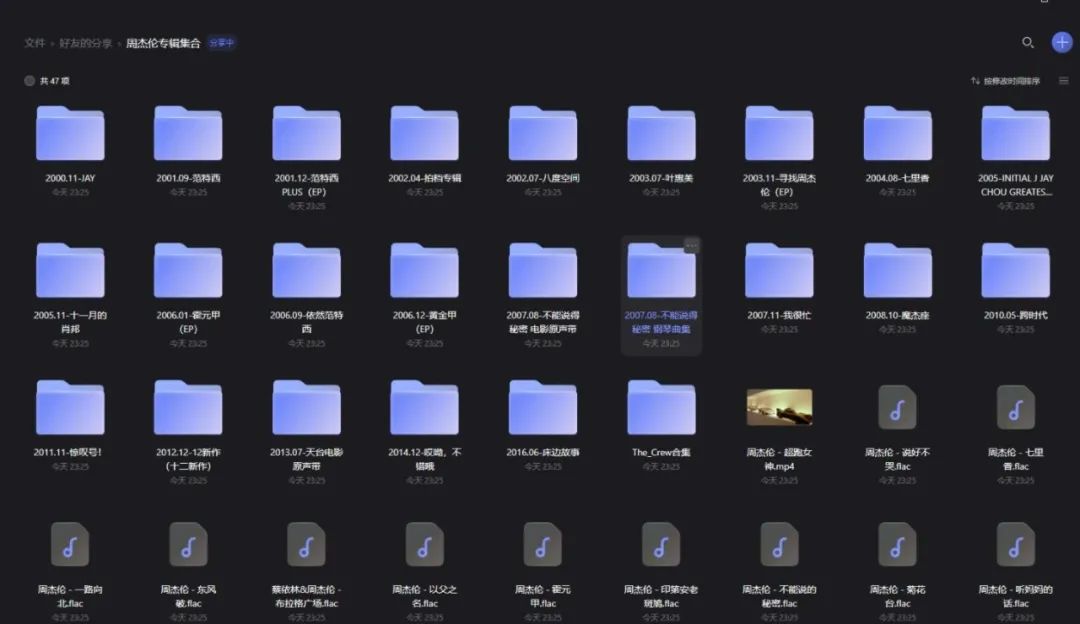 文件 › 好友的分享 › 周杰伦专辑集合 分享中
共 47 项
按修改时间排序
2000.11-JAY
今天 23:25
2001.09-范特西
今天 23:25
2001.12-范特西
PLUS（EP）
今天 23:25
2002.04-拍档专辑
今天 23:25
2002.07-八度空间
今天 23:25
2003.07-叶惠美
今天 23:25
2003.11-寻找周杰
伦（EP）
今天 23:25
2004.08-七里香
今天 23:25
2005-INITIAL J JAY
CHOU GREATES...
今天 23:25
2005.11-十一月的
肖邦
今天 23:25
2006.01-霍元甲
（EP）
今天 23:25
2006.09-依然范特
西
今天 23:25
2006.12-黄金甲
（EP）
今天 23:25
2007.08-不能说得
秘密 电影原声带
今天 23:25
2007.08-不能说得
秘密 钢琴曲集
今天 23:25
2007.11-我很忙
今天 23:25
2008.10-魔杰座
今天 23:25
2010.05-跨时代
今天 23:25
2011.11-惊叹号！
今天 23:25
2012.12-12新作
（十二新作）
今天 23:25
2013.07-天台电影
原声带
今天 23:25
2014.12-哎呦，不
错哦
今天 23:25
2016.06-床边故事
今天 23:25
The_Crew合集
今天 23:25
周杰伦 - 超跑女
神.mp4
今天 23:25
周杰伦 - 说好不
哭.flac
今天 23:25
周杰伦 - 七里
香.flac
今天 23:25
周杰伦 - 一路向
北.flac
今天 23:25
周杰伦 - 东风
破.flac
今天 23:25
蔡依林&周杰伦 -
布拉格广场.flac
今天 23:25
周杰伦 - 以父之
名.flac
今天 23:25
周杰伦 - 霍元
甲.flac
今天 23:25
周杰伦 - 印第安老
斑鸠.flac
今天 23:25
周杰伦 - 不能说的
秘密.flac
今天 23:25
周杰伦 - 菊花
台.flac
今天 23:25
周杰伦 - 听妈妈的
话.flac
今天 23:25